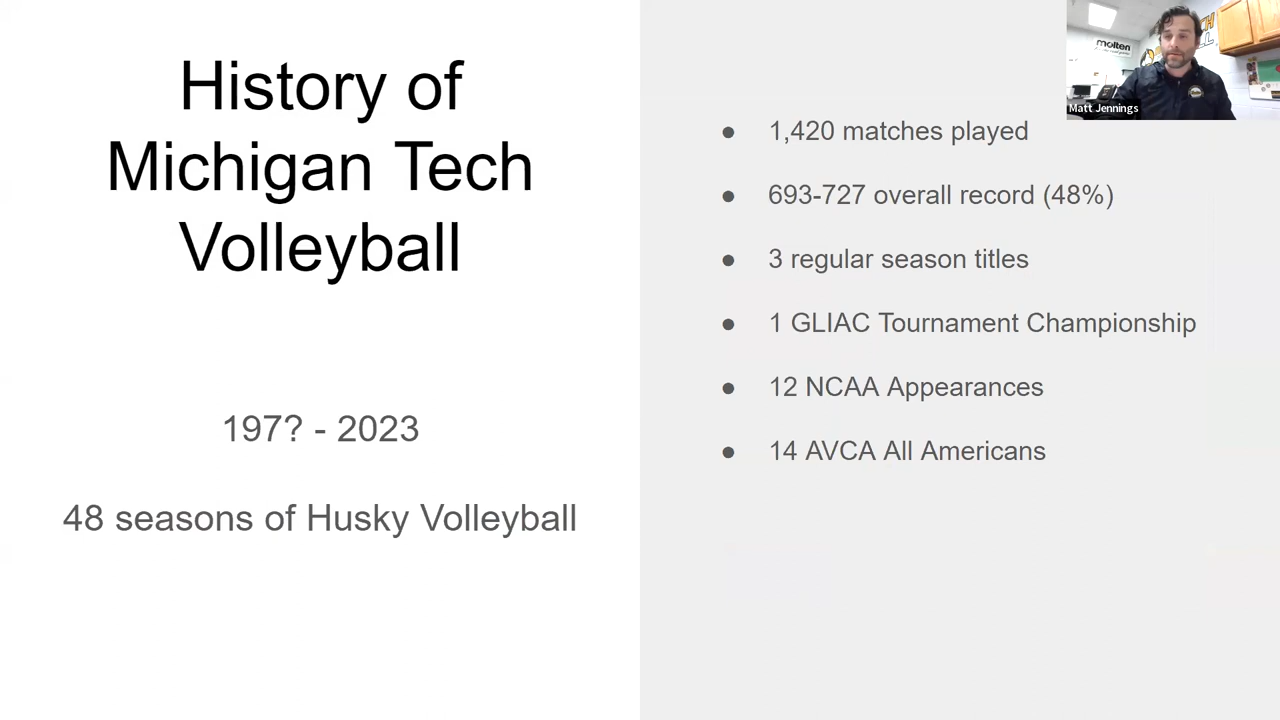 History of
Michigan Tech
Volleyball
197? - 2023
48 seasons of Husky Volleyball
● 1,420 matches played
● 693-727 overall record (48%)
● 3 regular season titles
● 1 GLIAC Tournament Championship
● 12 NCAA Appearances
● 14 AVCA All Americans
molten
Matt Jennings